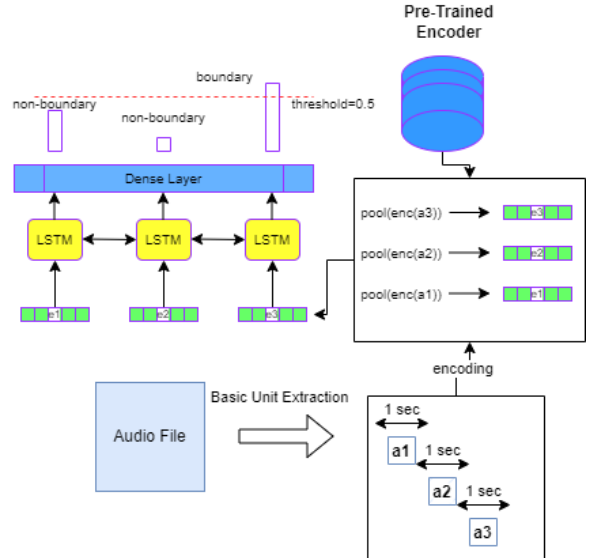 Pre-Trained
Encoder
boundary
non-boundary
threshold=0.5
non-boundary
Dense Layer
LSTM
LSTM
LSTM
pool(enc(a3))
e3
pool(enc(a2))
e2
pool(enc(a1))
e1
e1
e2
e3
encoding
Audio File
Basic Unit Extraction
1 sec
a1
1 sec
a2
1 sec
a3